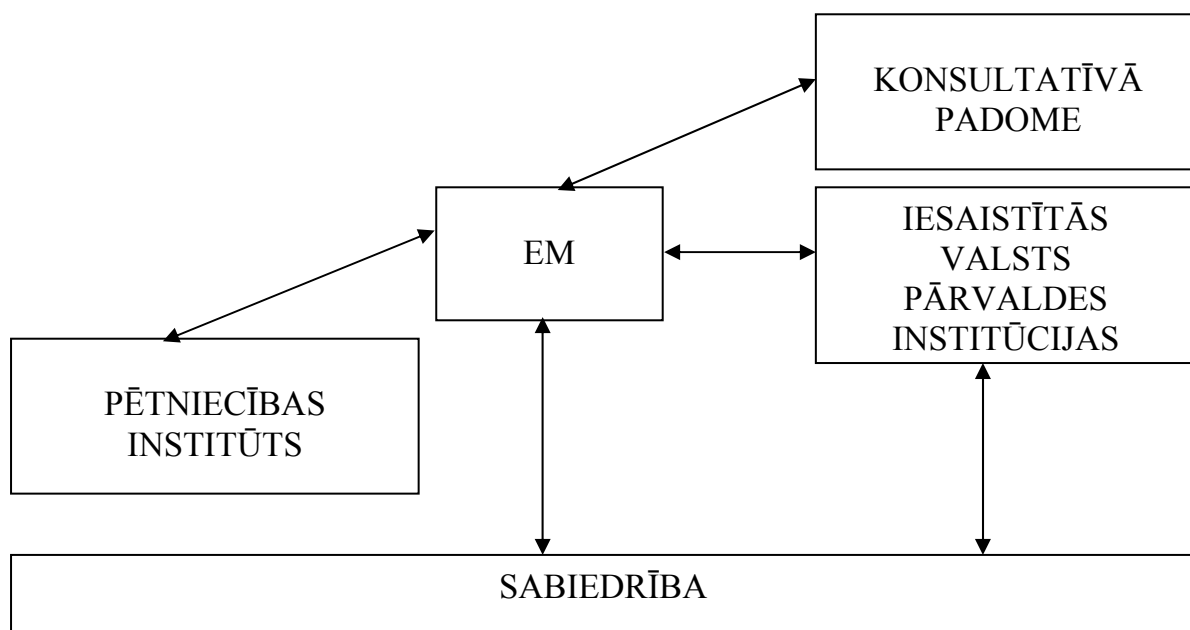 KONSULTATĪVĀ
PADOME
EM
IESAISTĪTĀS
VALSTS
PĀRVALDES
INSTITŪCIJAS
PĒTNIECĪBAS
INSTITŪTS
SABIEDRĪBA